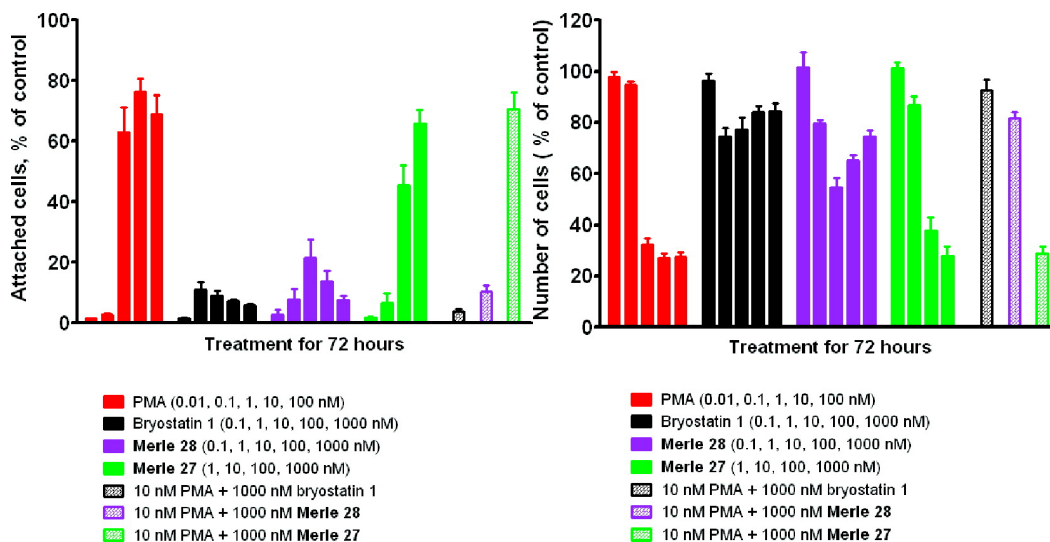 100
80
60
40
20
0
Attached cells, % of control
Treatment for 72 hours
PMA (0.01, 0.1, 1, 10, 100 nM)
Bryostatin 1 (0.1, 1, 10, 100, 1000 nM)
Merle 28 (0.1, 1, 10, 100, 1000 nM)
Merle 27 (1, 10, 100, 1000 nM)
10 nM PMA + 1000 nM bryostatin 1
10 nM PMA + 1000 nM Merle 28
10 nM PMA + 1000 nM Merle 27
120
100
80
60
40
20
0
Number of cells ( % of control)
Treatment for 72 hours
PMA (0.01, 0.1, 1, 10, 100 nM)
Bryostatin 1 (0.1, 1, 10, 100, 1000 nM)
Merle 28 (0.1, 1, 10, 100, 1000 nM)
Merle 27 (1, 10, 100, 1000 nM)
10 nM PMA + 1000 nM bryostatin 1
10 nM PMA + 1000 nM Merle 28
10 nM PMA + 1000 nM Merle 27